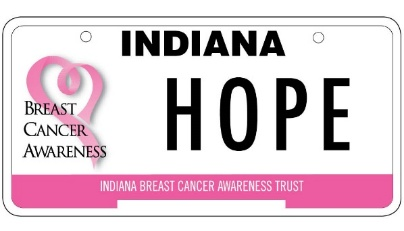 INDIANA
BREAST
CANCER
AWARENESS
HOPE
INDIANA BREAST CANCER AWARENESS TRUST